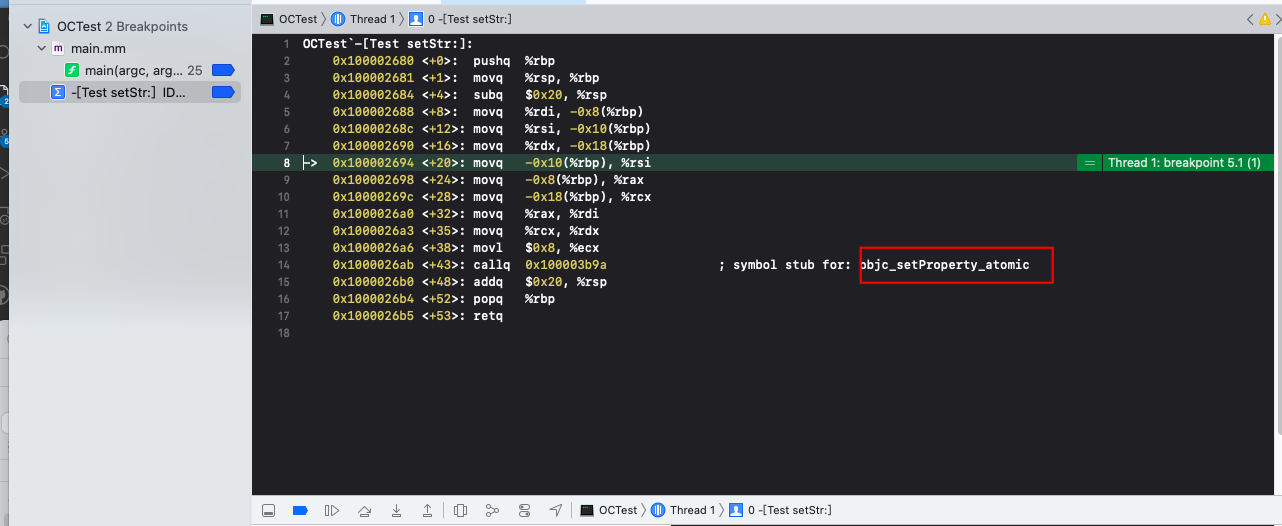 OCTest 2 Breakpoints
main.mm
main(argc, arg... 25
-[Test setStr:] ID...
OCTest 〉 Thread 1 〉 0 -[Test setStr:]
1 OCTest`-[Test setStr:]:
2 0x100002680 <+0>: pushq %rbp
3 0x100002681 <+1>: movq %rsp, %rbp
4 0x100002684 <+4>: subq $0x20, %rsp
5 0x100002688 <+8>: movq %rdi, -0x8(%rbp)
6 0x10000268c <+12>: movq %rsi, -0x10(%rbp)
7 0x100002690 <+16>: movq %rdx, -0x18(%rbp)
8 -> 0x100002694 <+20>: movq -0x10(%rbp), %rsi = Thread 1: breakpoint 5.1 (1)
9 0x100002698 <+24>: movq -0x8(%rbp), %rax
10 0x10000269c <+28>: movq -0x18(%rbp), %rcx
11 0x1000026a0 <+32>: movq %rax, %rdi
12 0x1000026a3 <+35>: movq %rcx, %rdx
13 0x1000026a6 <+38>: movl $0x8, %ecx
14 0x1000026ab <+43>: callq 0x100003b9a ; symbol stub for: objc_setProperty_atomic
15 0x1000026b0 <+48>: addq $0x20, %rsp
16 0x1000026b4 <+52>: popq %rbp
17 0x1000026b5 <+53>: retq
18
OCTest 〉 Thread 1 〉 0 -[Test setStr:]